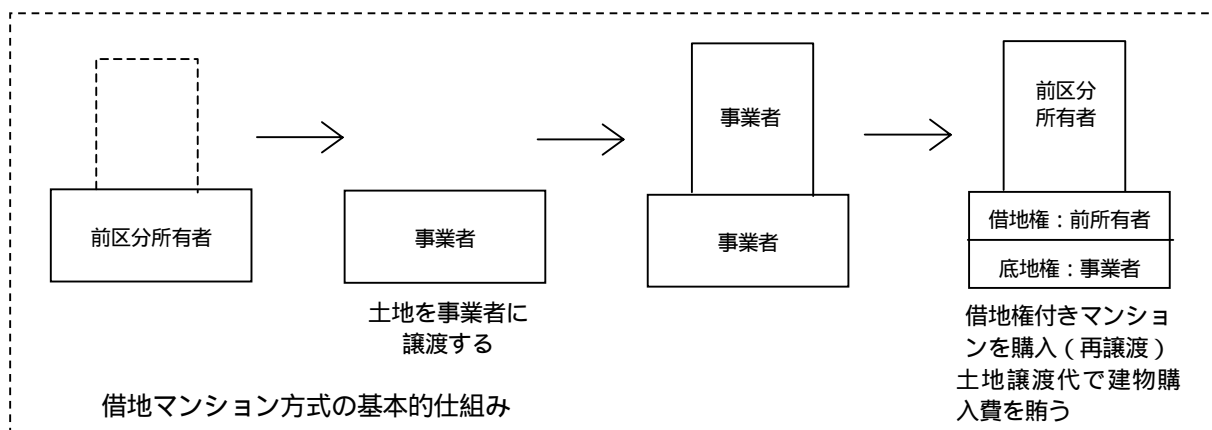 前区分所有者
事業者
土地を事業者に
譲渡する
事業者
事業者
前区分
所有者
借地権：前所有者
底地権：事業者
借地権付きマンショ
ンを購入（再譲渡）
土地譲渡代で建物購
入費を賄う
借地マンション方式の基本的仕組み